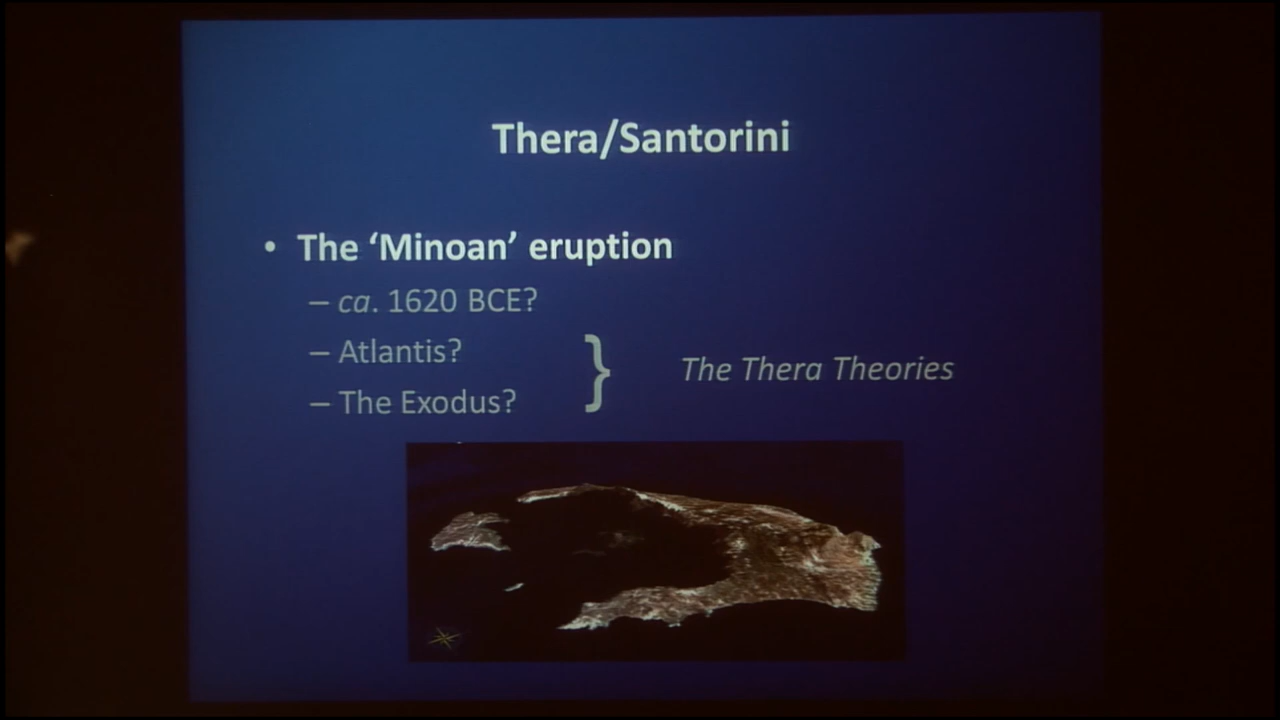 Thera/Santorini
• The ‘Minoan’ eruption
– ca. 1620 BCE?
– Atlantis?
– The Exodus?
} The Thera Theories